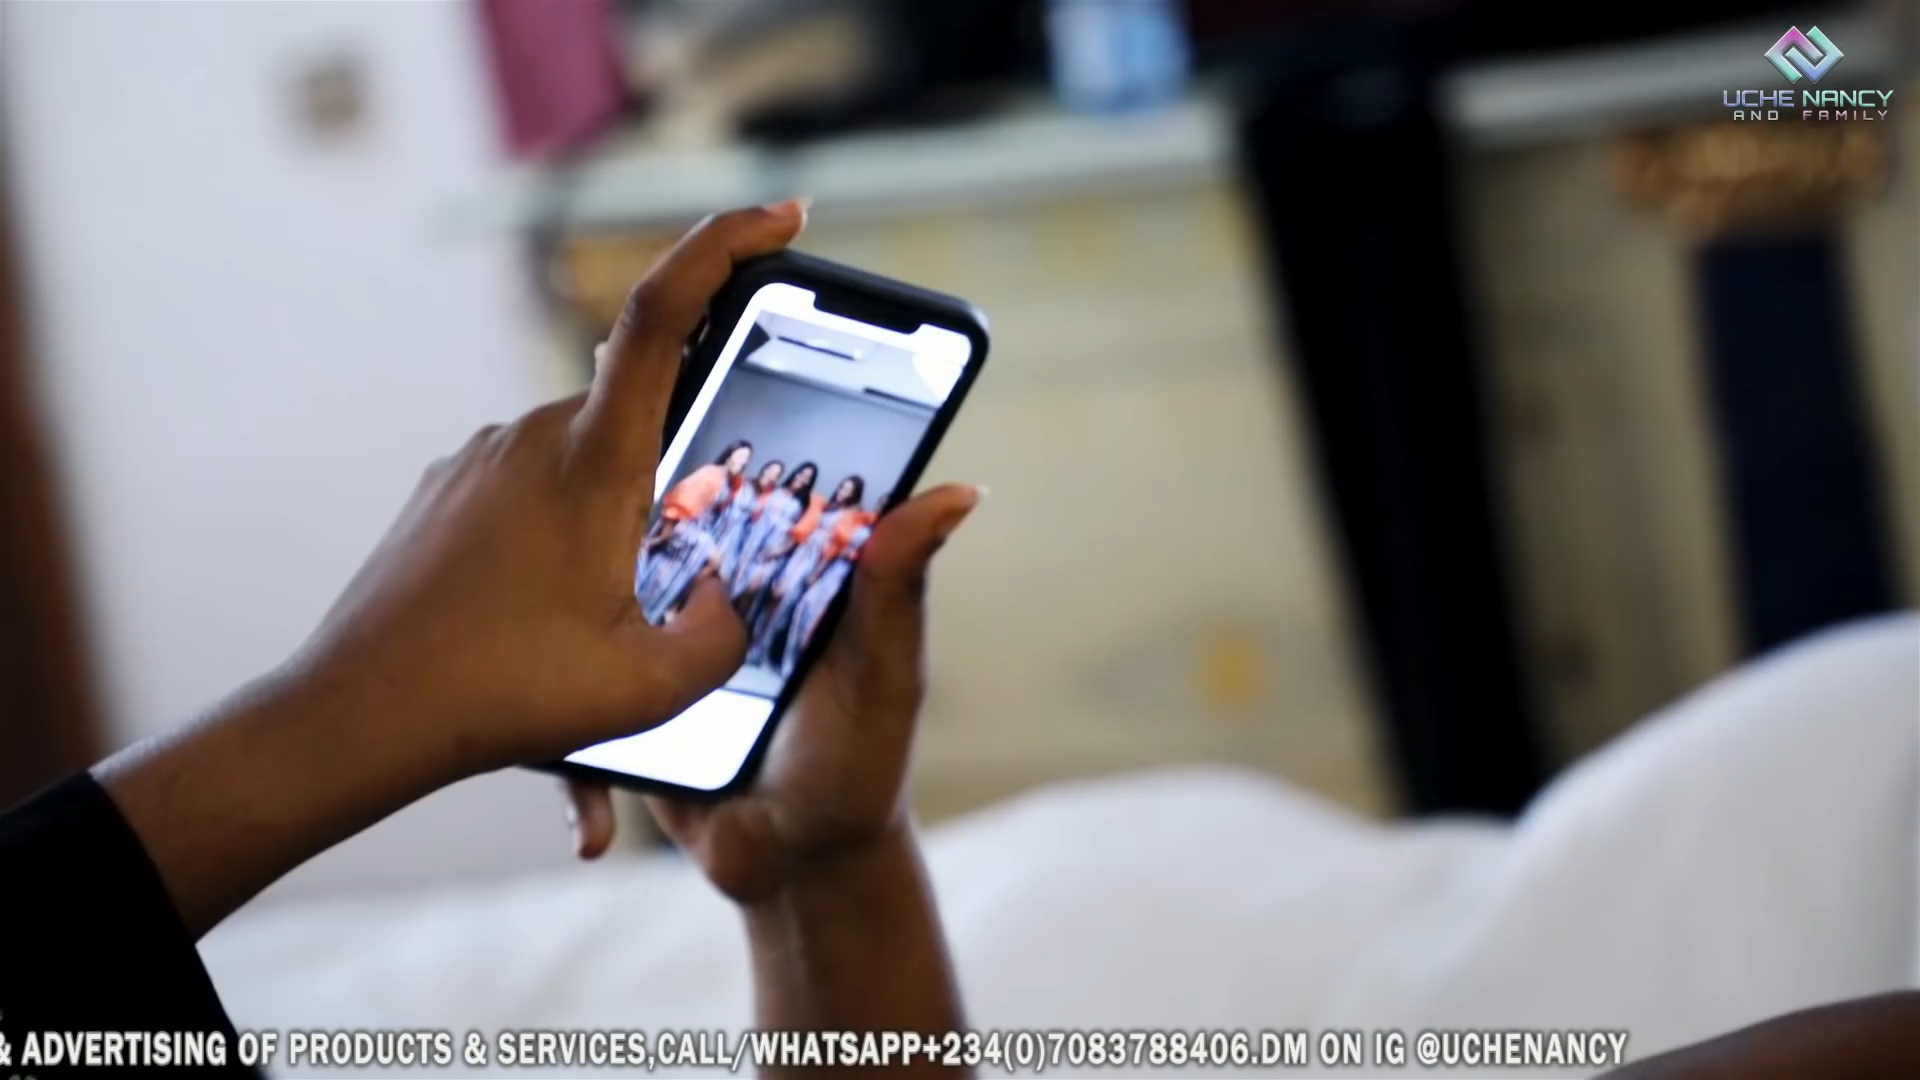 UCHE NANCY
AND FAMILY
& ADVERTISING OF PRODUCTS & SERVICES,CALL/WHATSAPP+234(0)7083788406.DM ON IG @UCHENANCY